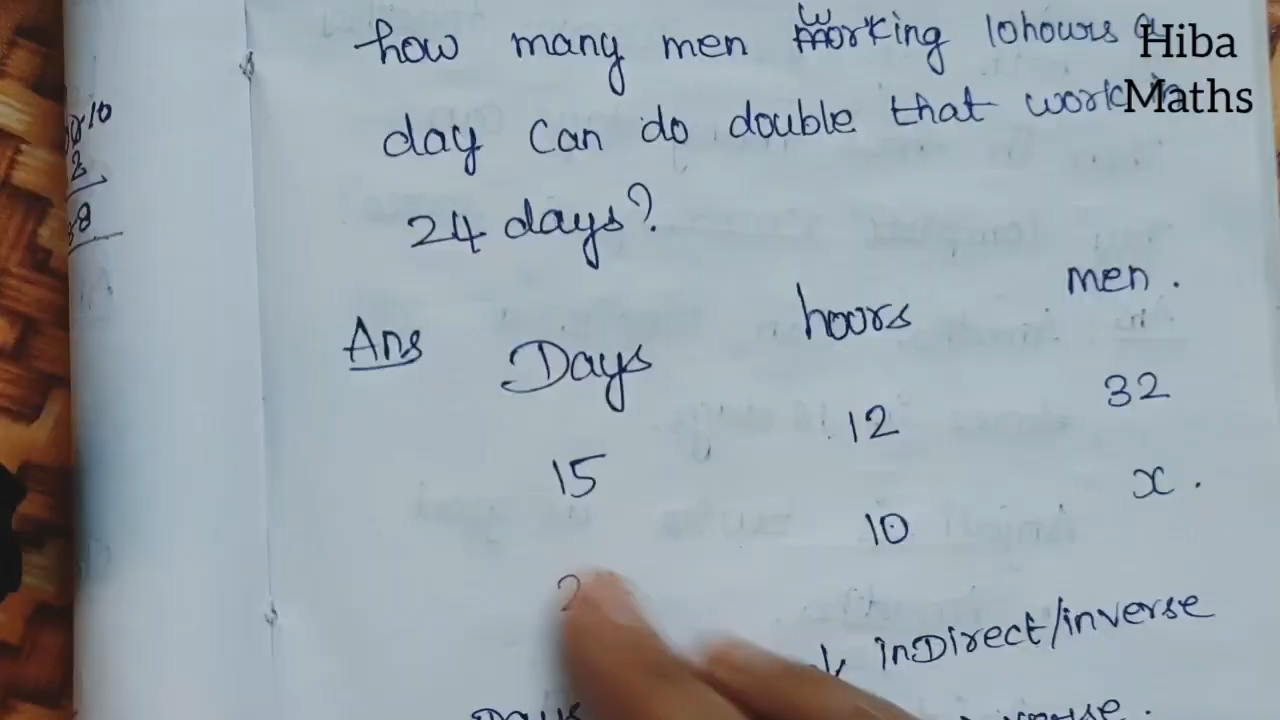 how many men working 10hours a
day can do double that work in
24 days?
Hiba
Maths
Ans Days hours men.
15 12 32
10 x.
inDirect/inverse
Days